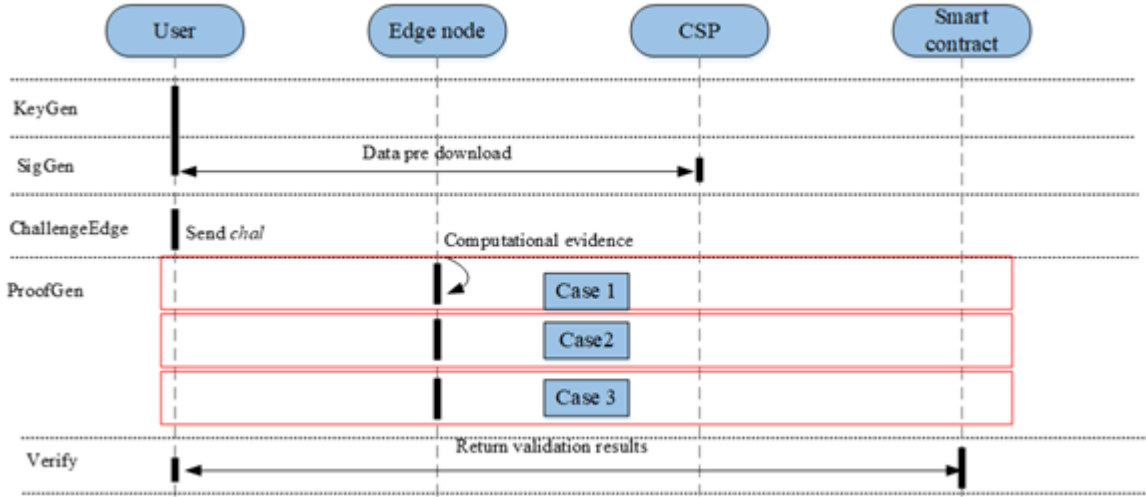 User
Edge node
CSP
Smart
contract
KeyGen
SigGen
Data pre download
ChallengeEdge
Send chal
Computational evidence
ProofGen
Case 1
Case2
Case 3
Verify
Return validation results